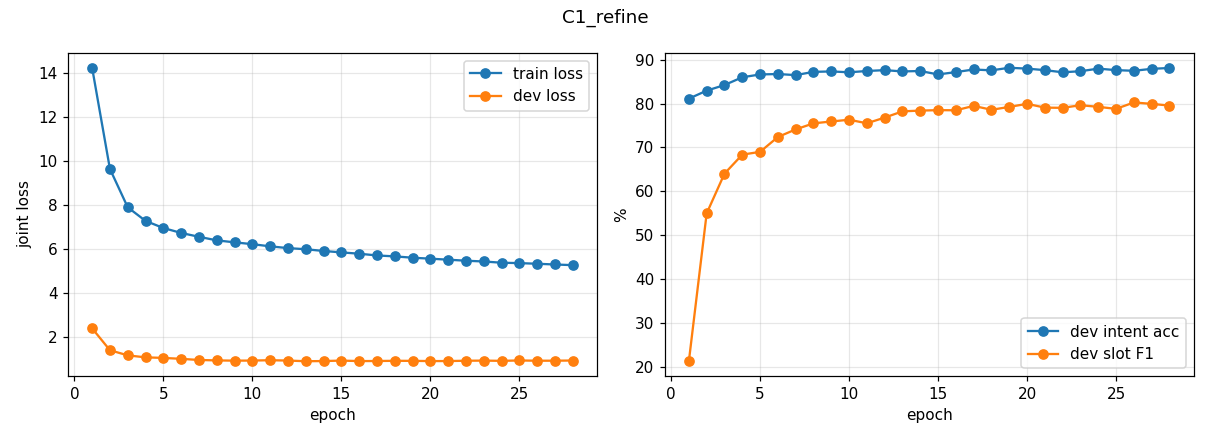 C1_refine
joint loss
14
12
10
8
6
4
2
0 5 10 15 20 25
epoch
train loss
dev loss
%
90
80
70
60
50
40
30
20
0 5 10 15 20 25
epoch
dev intent acc
dev slot F1